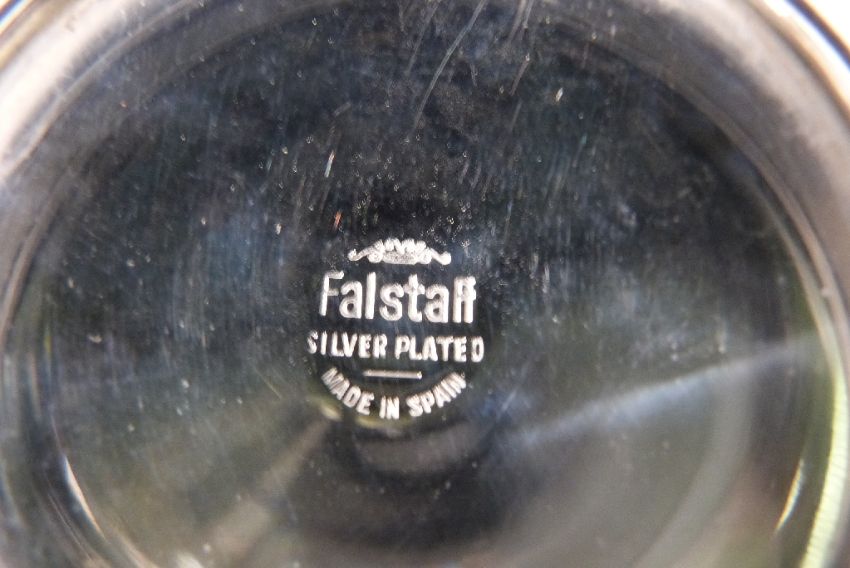 Falstaff
SILVER PLATED
MADE IN SPAIN